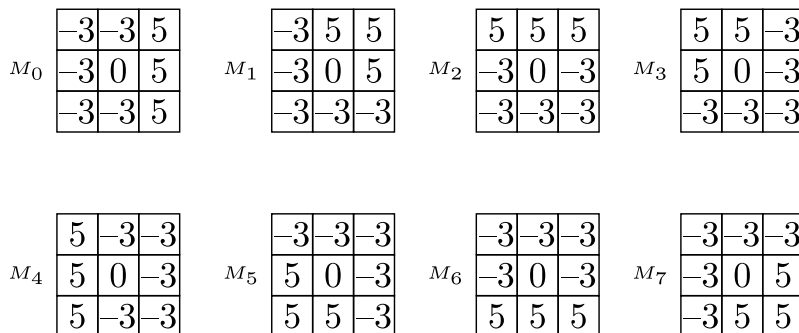 –3 –3 5 –3 5 5 5 5 5 5 5 –3
M0 –3 0 5 M1 –3 0 5 M2 –3 0 –3 M3 5 0 –3
–3 –3 5 –3 –3 –3 –3 –3 –3 –3 –3 –3
5 –3 –3 –3 –3 –3 –3 –3 –3 –3 –3 –3
M4 5 0 –3 M5 5 0 –3 M6 –3 0 –3 M7 –3 0 5
5 –3 –3 5 5 –3 5 5 5 –3 5 5